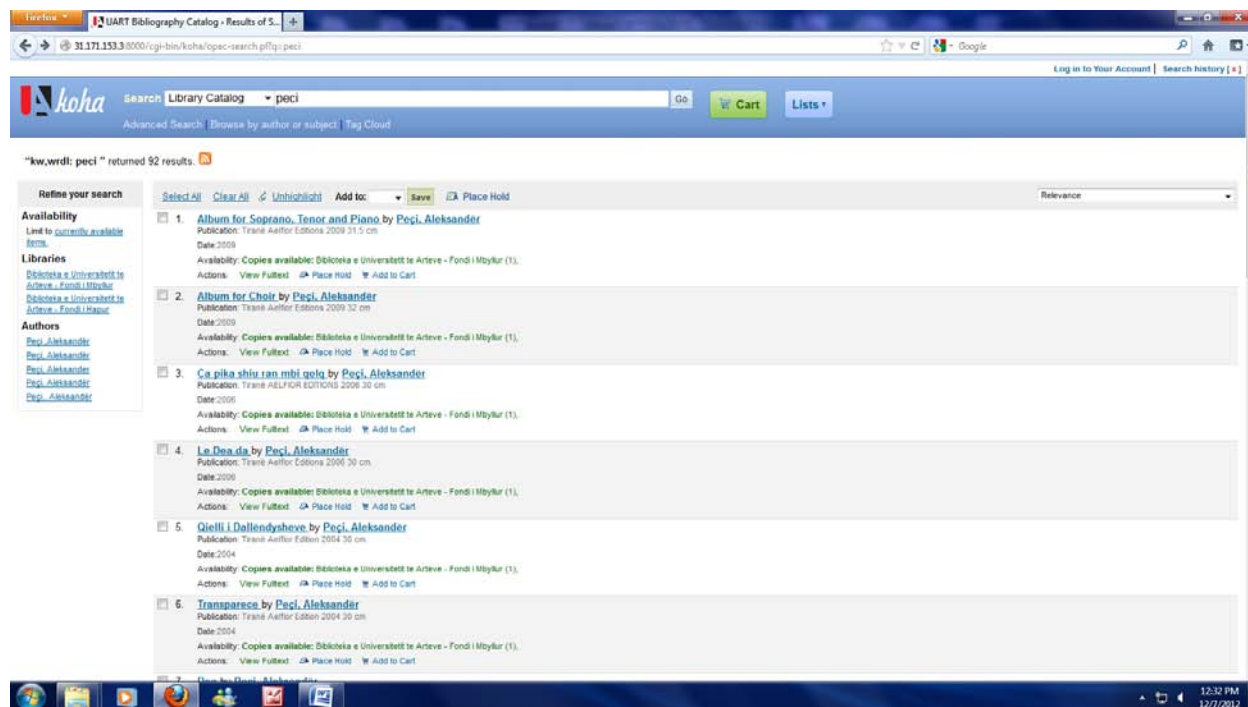 Firefox
UART Bibliography Catalog › Results of S...
31.171.153.3:8000/cgi-bin/koha/opac-search.pl?q=peci
Google
Log in to Your Account | Search history [x]
koha
Search Library Catalog peci Go Cart Lists
Advanced Search | Browse by author or subject | Tag Cloud
"kw,wrdl: peci " returned 92 results.
Refine your search
Availability
Limit to currently available
items.
Libraries
Biblioteka e Universitetit te
Arteve - Fondi i Mbyllur
Biblioteka e Universitetit te
Arteve - Fondi i Hapur
Authors
Peçi, Aleksandër
Peçi, Aleksandër
Peçi, Aleksander
Peçi, Aleksandër
Peçi, Aleksandër
Select All Clear All Unhighlight Add to: Save Place Hold
Relevance
1. Album for Soprano, Tenor and Piano by Peçi, Aleksandër
Publication: Tiranë Aelfior Editions 2009 31.5 cm
Date:2009
Availability: Copies available: Biblioteka e Universitetit te Arteve - Fondi i Mbyllur (1),
Actions: View Fulltext Place Hold Add to Cart
2. Album for Choir by Peçi, Aleksander
Publication: Tiranë Aelfior Editions 2009 32 cm
Date:2009
Availability: Copies available: Biblioteka e Universitetit te Arteve - Fondi i Mbyllur (1),
Actions: View Fulltext Place Hold Add to Cart
3. Ca pika shiu ran mbi qelq by Peçi, Aleksander
Publication: Tiranë AELFIOR EDITIONS 2006 30 cm
Date:2006
Availability: Copies available: Biblioteka e Universitetit te Arteve - Fondi i Mbyllur (1),
Actions: View Fulltext Place Hold Add to Cart
4. Le Dea da by Peçi, Aleksandër
Publication: Tiranë Aelfior Editions 2006 30 cm
Date:2006
Availability: Copies available: Biblioteka e Universitetit te Arteve - Fondi i Mbyllur (1),
Actions: View Fulltext Place Hold Add to Cart
5. Qielli i Dallendysheve by Peçi, Aleksandër
Publication: Tiranë Aelfior Edition 2004 30 cm
Date:2004
Availability: Copies available: Biblioteka e Universitetit te Arteve - Fondi i Mbyllur (1),
Actions: View Fulltext Place Hold Add to Cart
6. Transparece by Peçi, Aleksandër
Publication: Tiranë Aelfior Edition 2004 30 cm
Date:2004
Availability: Copies available: Biblioteka e Universitetit te Arteve - Fondi i Mbyllur (1),
Actions: View Fulltext Place Hold Add to Cart
12:32 PM
12/7/2012